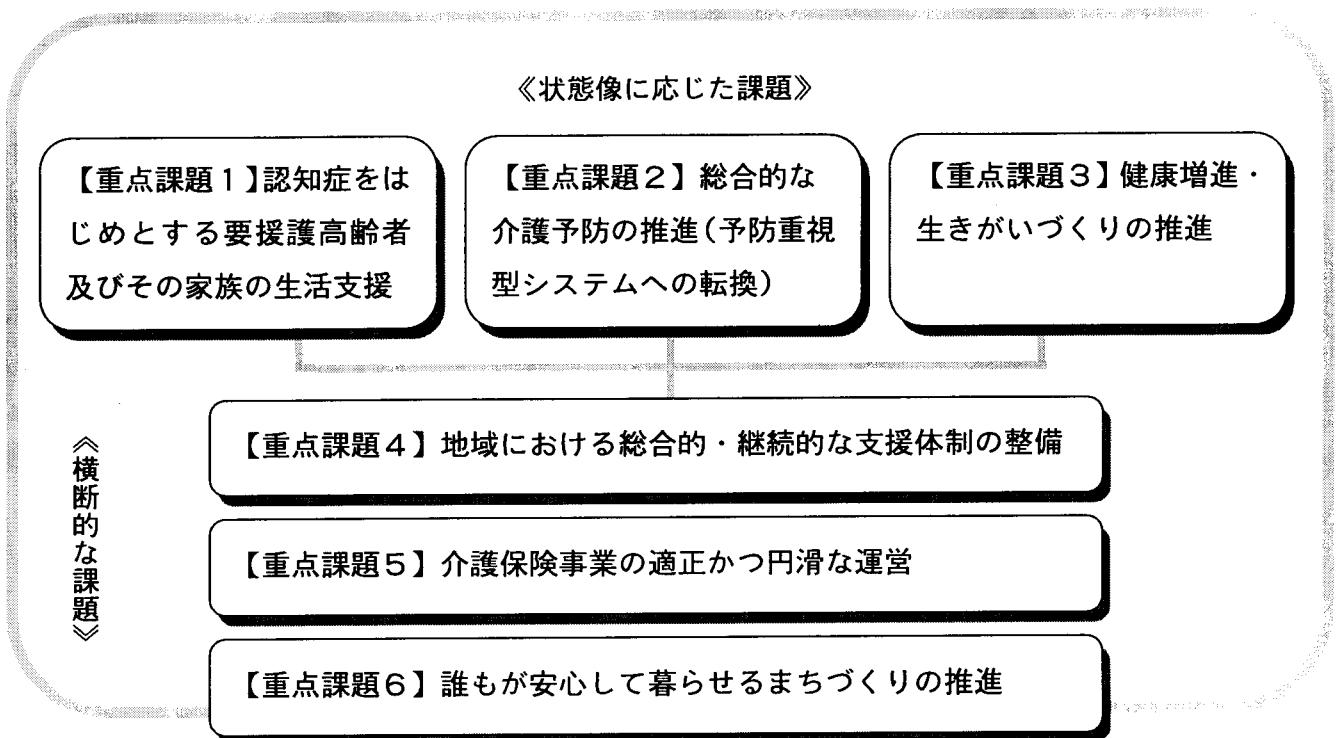 《状態像に応じた課題》
【重点課題１】認知症をは
じめとする要援護高齢者
及びその家族の生活支援
【重点課題２】総合的な
介護予防の推進(予防重視
型システムへの転換)
【重点課題３】健康増進・
生きがいづくりの推進
《横断的な課題》
【重点課題４】地域における総合的・継続的な支援体制の整備
【重点課題５】介護保険事業の適正かつ円滑な運営
【重点課題６】誰もが安心して暮らせるまちづくりの推進